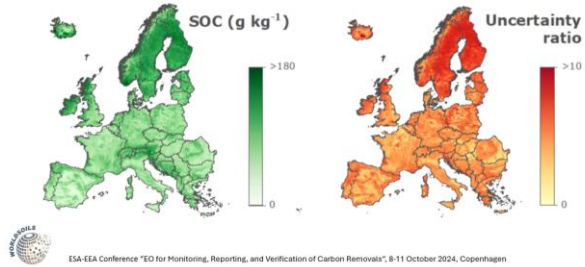 SOC (g kg⁻¹)
>180
0
Uncertainty
ratio
>10
0
WORLDSOILS
ESA-EEA Conference "EO for Monitoring, Reporting, and Verification of Carbon Removals", 8-11 October 2024, Copenhagen